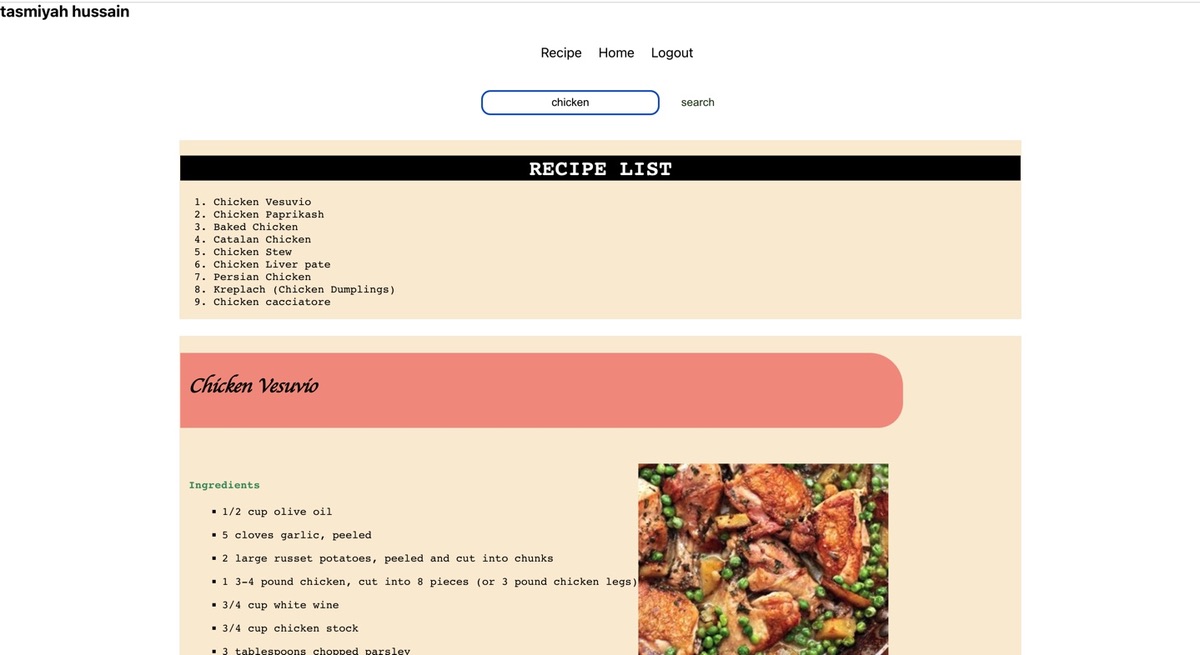 tasmiyah hussain
Recipe Home Logout
chicken search
RECIPE LIST
1. Chicken Vesuvio
2. Chicken Paprikash
3. Baked Chicken
4. Catalan Chicken
5. Chicken Stew
6. Chicken Liver pate
7. Persian Chicken
8. Kreplach (Chicken Dumplings)
9. Chicken cacciatore
Chicken Vesuvio
Ingredients
▪ 1/2 cup olive oil
▪ 5 cloves garlic, peeled
▪ 2 large russet potatoes, peeled and cut into chunks
▪ 1 3-4 pound chicken, cut into 8 pieces (or 3 pound chicken legs)
▪ 3/4 cup white wine
▪ 3/4 cup chicken stock
▪ 3 tablespoons chopped parsley